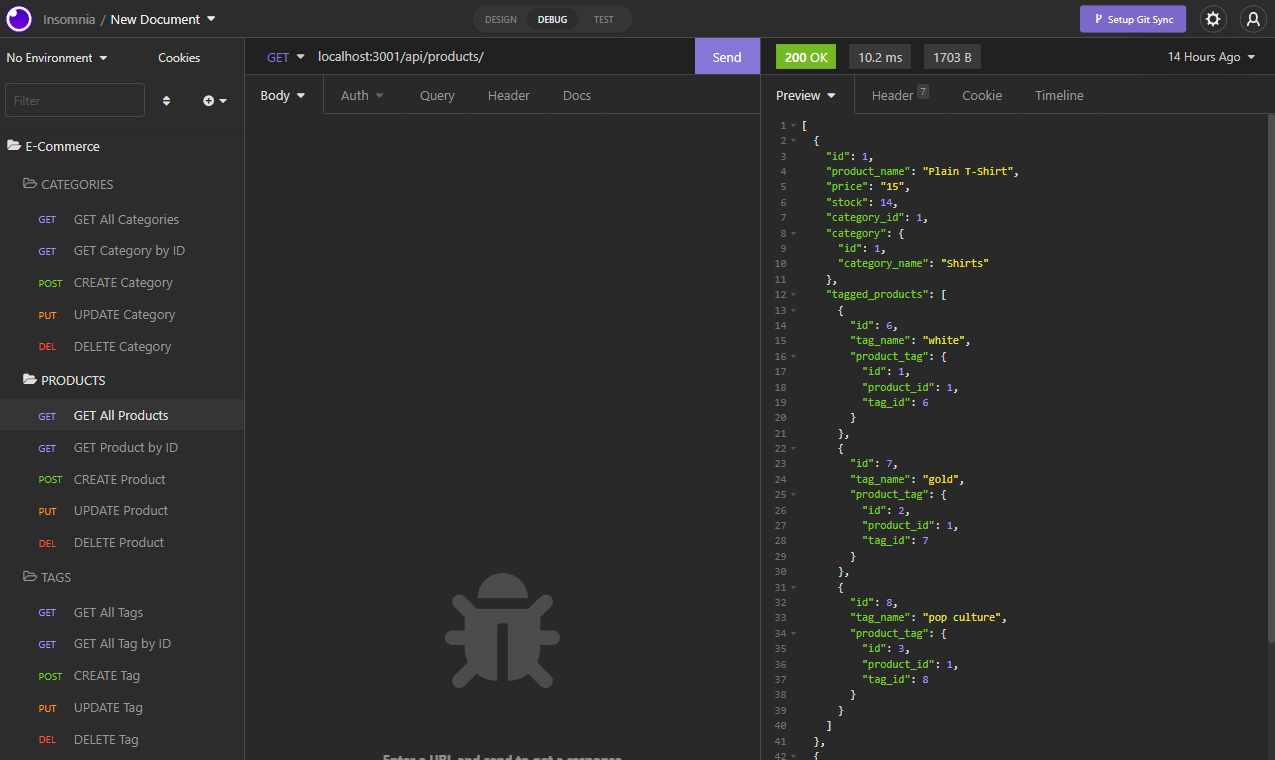 Insomnia / New Document
DESIGN DEBUG TEST
Setup Git Sync
No Environment Cookies
Filter
E-Commerce
CATEGORIES
GET GET All Categories
GET GET Category by ID
POST CREATE Category
PUT UPDATE Category
DEL DELETE Category
PRODUCTS
GET GET All Products
GET GET Product by ID
POST CREATE Product
PUT UPDATE Product
DEL DELETE Product
TAGS
GET GET All Tags
GET GET All Tag by ID
POST CREATE Tag
PUT UPDATE Tag
DEL DELETE Tag
GET localhost:3001/api/products/ Send
Body Auth Query Header Docs
Enter a URL and send to get a response
200 OK 10.2 ms 1703 B 14 Hours Ago
Preview Header 7 Cookie Timeline
1 [
2 {
3 "id": 1,
4 "product_name": "Plain T-Shirt",
5 "price": "15",
6 "stock": 14,
7 "category_id": 1,
8 "category": {
9 "id": 1,
10 "category_name": "Shirts"
11 },
12 "tagged_products": [
13 {
14 "id": 6,
15 "tag_name": "white",
16 "product_tag": {
17 "id": 1,
18 "product_id": 1,
19 "tag_id": 6
20 }
21 },
22 {
23 "id": 7,
24 "tag_name": "gold",
25 "product_tag": {
26 "id": 2,
27 "product_id": 1,
28 "tag_id": 7
29 }
30 },
31 {
32 "id": 8,
33 "tag_name": "pop culture",
34 "product_tag": {
35 "id": 3,
36 "product_id": 1,
37 "tag_id": 8
38 }
39 }
40 ]
41 },
42 {